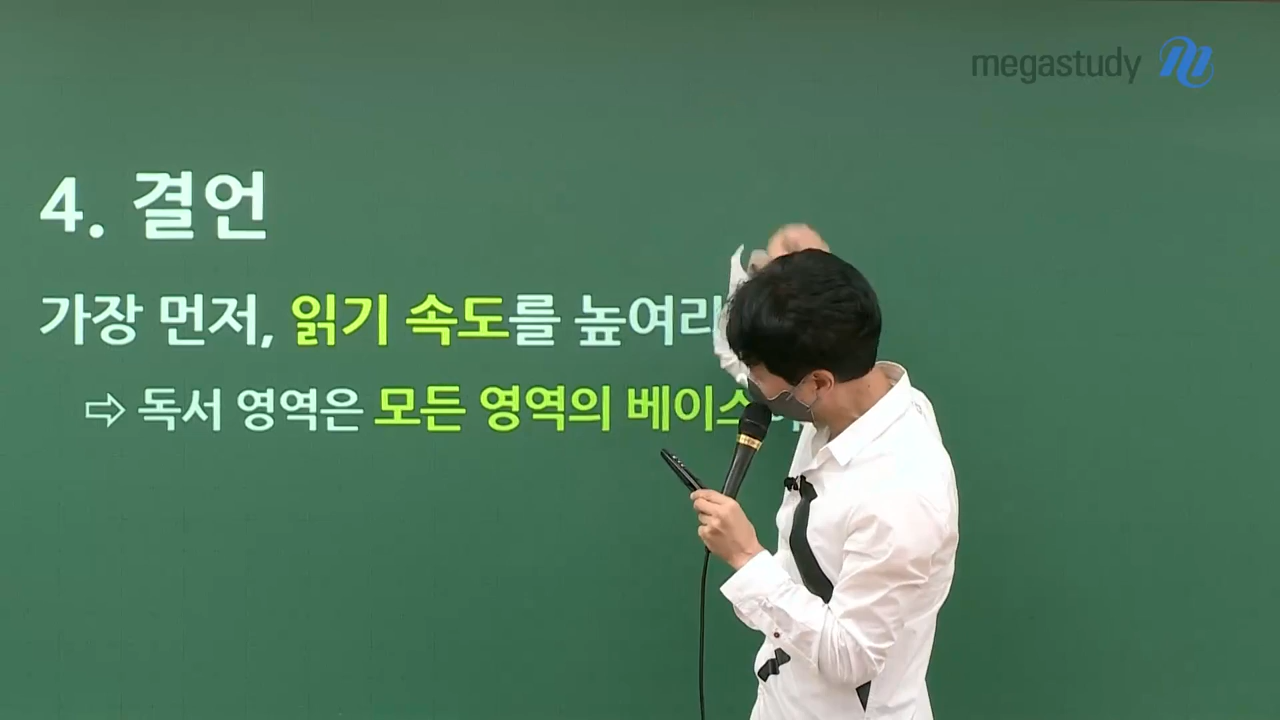 megastudy
4. 결언
가장 먼저, 읽기 속도를 높여라
⇨ 독서 영역은 모든 영역의 베이스